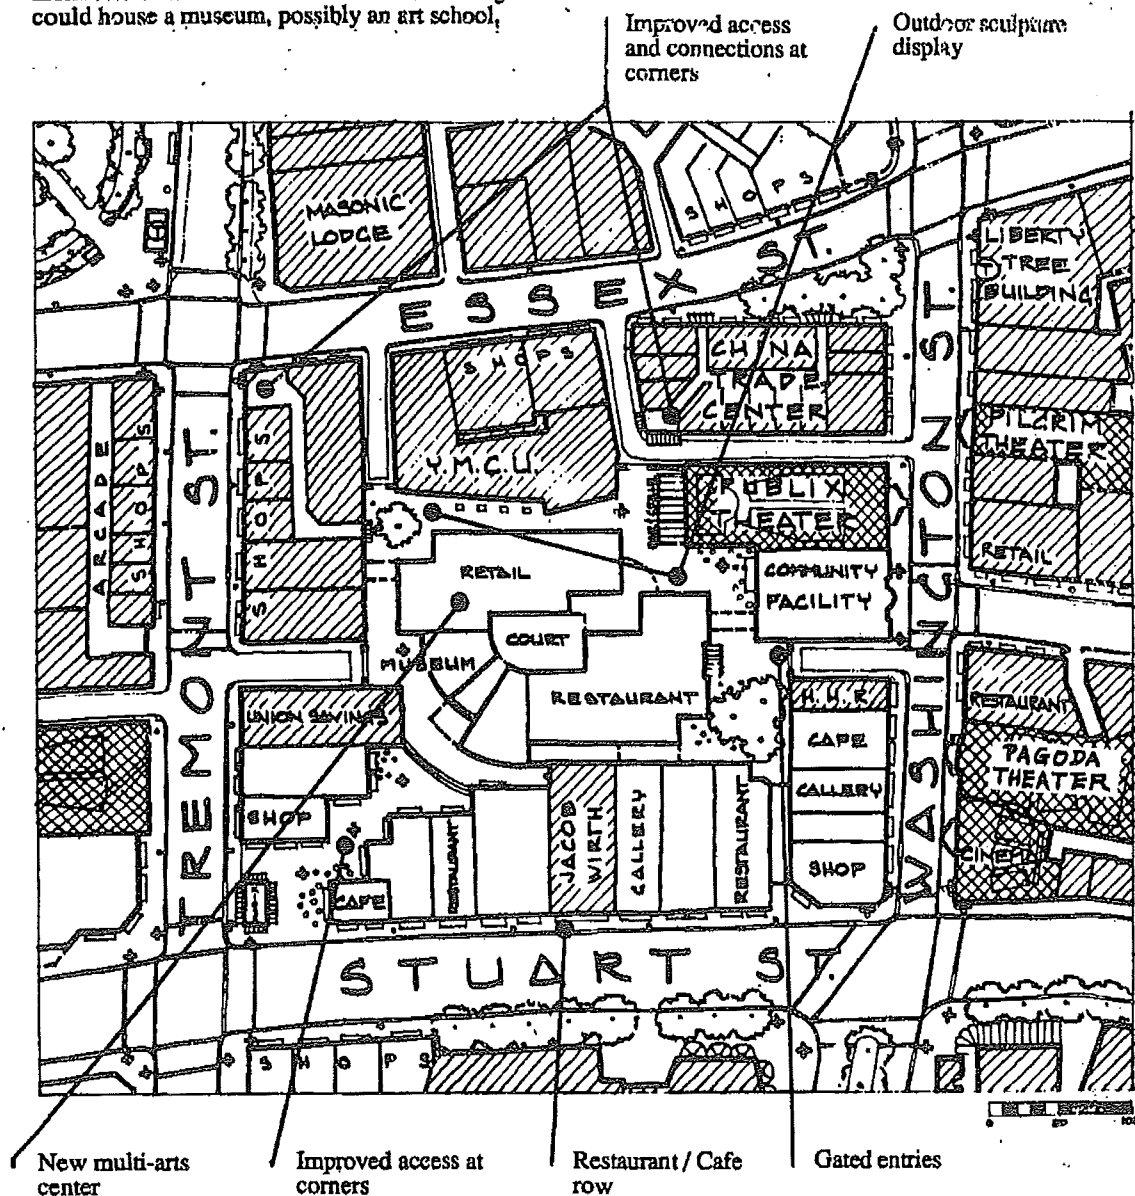 could house a museum, possibly an art school,
Improved access
and connections at
corners
Outdoor sculpture
display
MASONIC
LODGE
SHOPS
ESSEX ST.
LIBERTY
TREE
BUILDING
SHOPS
CHINA
TRADE
CENTER
WASHINGTON ST.
PILGRIM
THEATER
ARCADE
SHOPS
TREMONT ST.
SHOPS
Y.M.C.U.
PUBLIX
THEATER
RETAIL
RETAIL
COMMUNITY
FACILITY
COURT
MUSEUM
RESTAURANT
UNION SAVINGS
H.U.R
RESTAURANT
CAFE
PAGODA
THEATER
GALLERY
SHOP
JACOB
WIRTH
GALLERY
RESTAURANT
RESTAURANT
SHOP
CINEMA
CAFE
STUART ST
SHOPS
0
New multi-arts
center
Improved access at
corners
Restaurant / Cafe
row
Gated entries